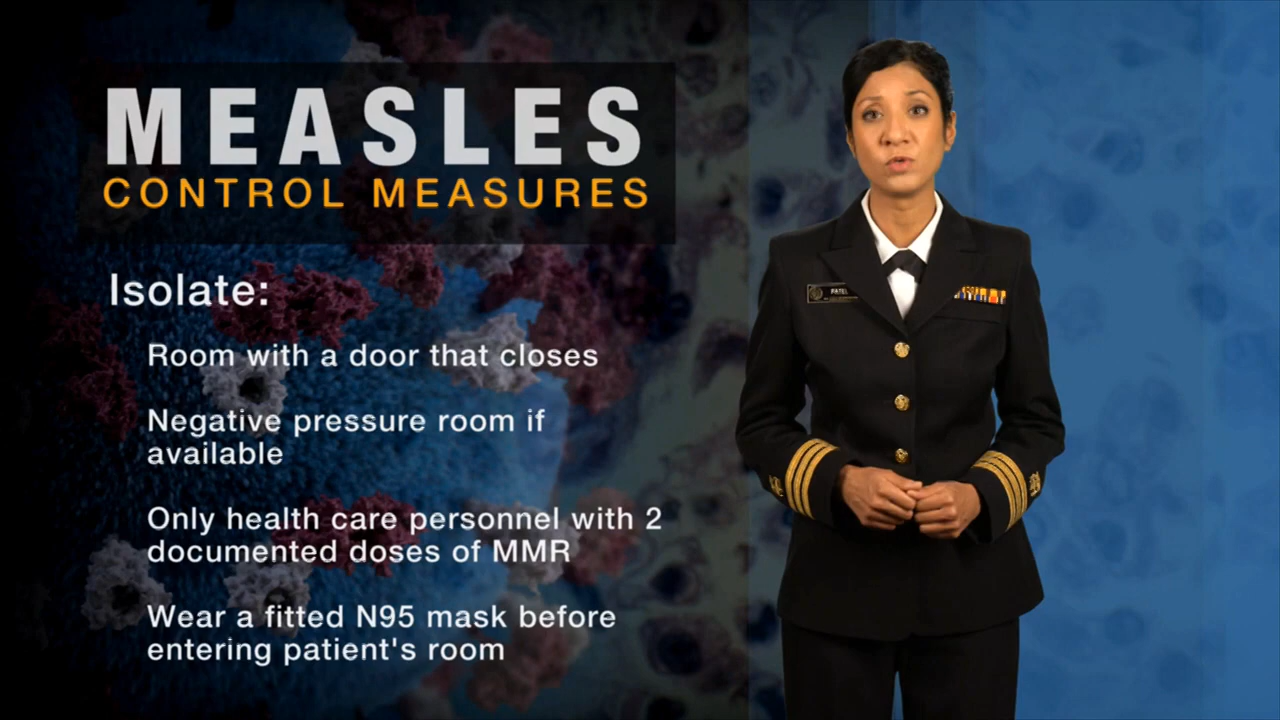 MEASLES
CONTROL MEASURES
Isolate:
Room with a door that closes
Negative pressure room if
available
Only health care personnel with 2
documented doses of MMR
Wear a fitted N95 mask before
entering patient's room
PATEL